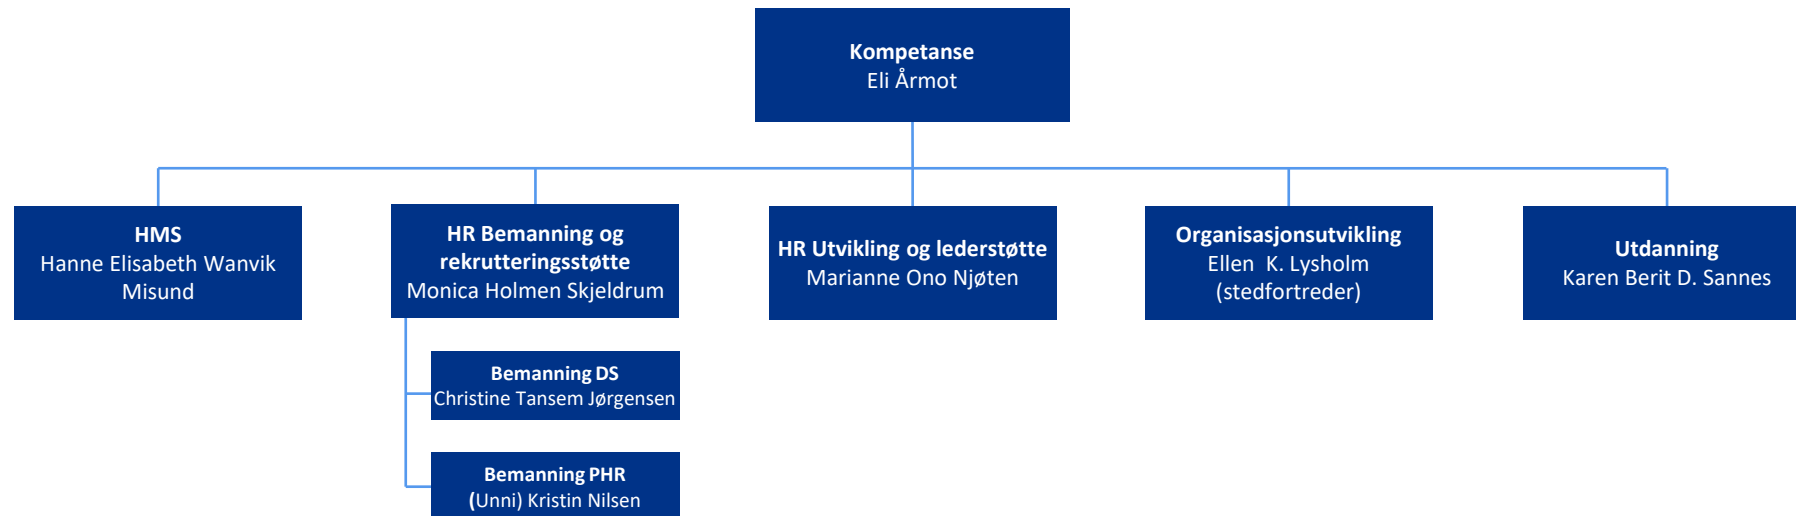 Kompetanse
Eli Årmot
HMS
Hanne Elisabeth Wanvik
Misund
HR Bemanning og
rekrutteringsstøtte
Monica Holmen Skjeldrum
HR Utvikling og lederstøtte
Marianne Ono Njøten
Organisasjonsutvikling
Ellen  K. Lysholm
(stedfortreder)
Utdanning
Karen Berit D. Sannes
Bemanning DS
Christine Tansem Jørgensen
Bemanning PHR
(Unni) Kristin Nilsen